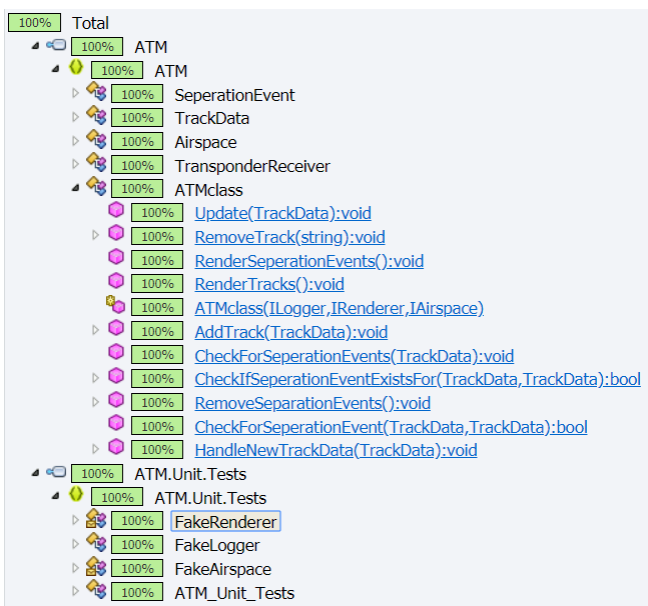 100% Total
100% ATM
100% ATM
100% SeperationEvent
100% TrackData
100% Airspace
100% TransponderReceiver
100% ATMclass
100% Update(TrackData):void
100% RemoveTrack(string):void
100% RenderSeperationEvents():void
100% RenderTracks():void
100% ATMclass(ILogger,IRenderer,IAirspace)
100% AddTrack(TrackData):void
100% CheckForSeperationEvents(TrackData):void
100% CheckIfSeperationEventExistsFor(TrackData,TrackData):bool
100% RemoveSeparationEvents():void
100% CheckForSeperationEvent(TrackData,TrackData):bool
100% HandleNewTrackData(TrackData):void
100% ATM.Unit.Tests
100% ATM.Unit.Tests
100% FakeRenderer
100% FakeLogger
100% FakeAirspace
100% ATM_Unit_Tests